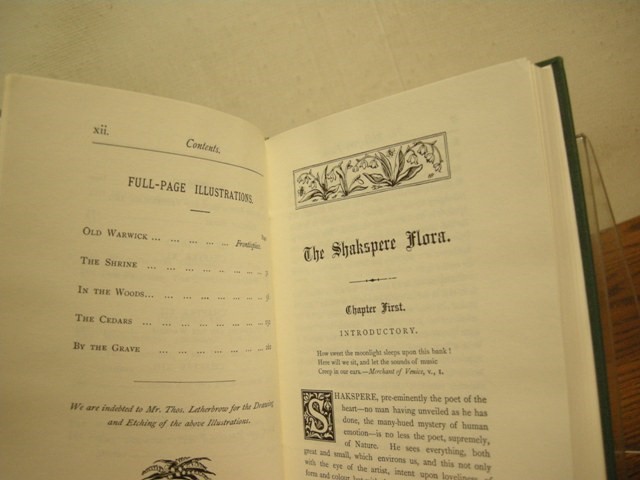 xii.
Contents.
FULL-PAGE ILLUSTRATIONS.
OLD WARWICK ... ... ... ... ... Frontispiece.
THE SHRINE ... ... ... ... ... ...
IN THE WOODS... ... ... ... ... ...
THE CEDARS ... ... ... ... ... ...
BY THE GRAVE ... ... ... ... ...
We are indebted to Mr. Thos. Letherbrow for the Drawing
and Etching of the above Illustrations.
The Shakspere Flora.
Chapter First.
INTRODUCTORY.
How sweet the moonlight sleeps upon this bank!
Here will we sit, and let the sounds of music
Creep in our ears.—Merchant of Venice, v., 1.
SHAKSPERE, pre-eminently the poet of the
heart—no man having unveiled as he has
done, the many-hued mystery of human
emotion—is no less the poet, supremely,
of Nature. He sees everything, both
great and small, which environs us, and this not only
with the eye of the artist, intent upon loveliness of
form and colour, but